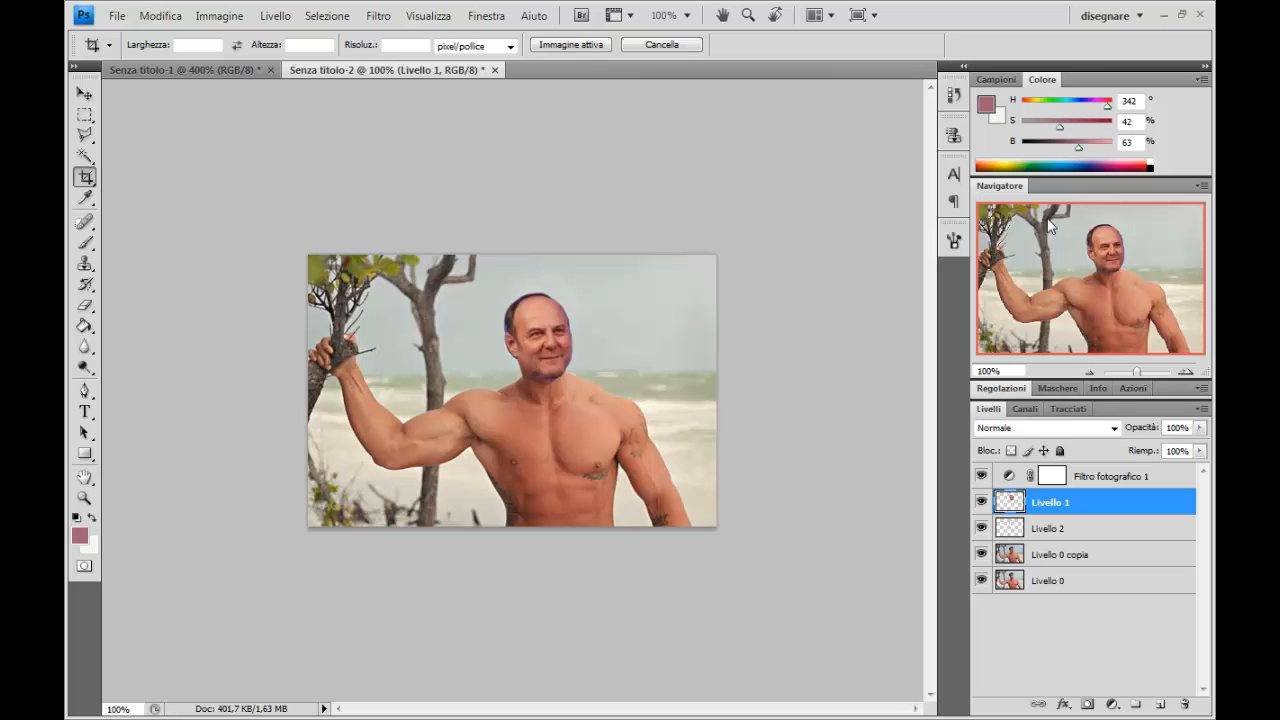 Ps File Modifica Immagine Livello Selezione Filtro Visualizza Finestra Aiuto Br 100% disegnare
Larghezza: Altezza: Risoluz.: pixel/pollice Immagine attiva Cancella
Senza titolo-1 @ 400% (RGB/8) * Senza titolo-2 @ 100% (Livello 1, RGB/8) *
Campioni Colore
H 342 °
S 42 %
B 63 %
Navigatore
100%
Regolazioni Maschere Info Azioni
Livelli Canali Tracciati
Normale Opacità: 100%
Bloc.: Riemp.: 100%
Filtro fotografico 1
Livello 1
Livello 2
Livello 0 copia
Livello 0
100% Doc: 401,7 KB/1,63 MB